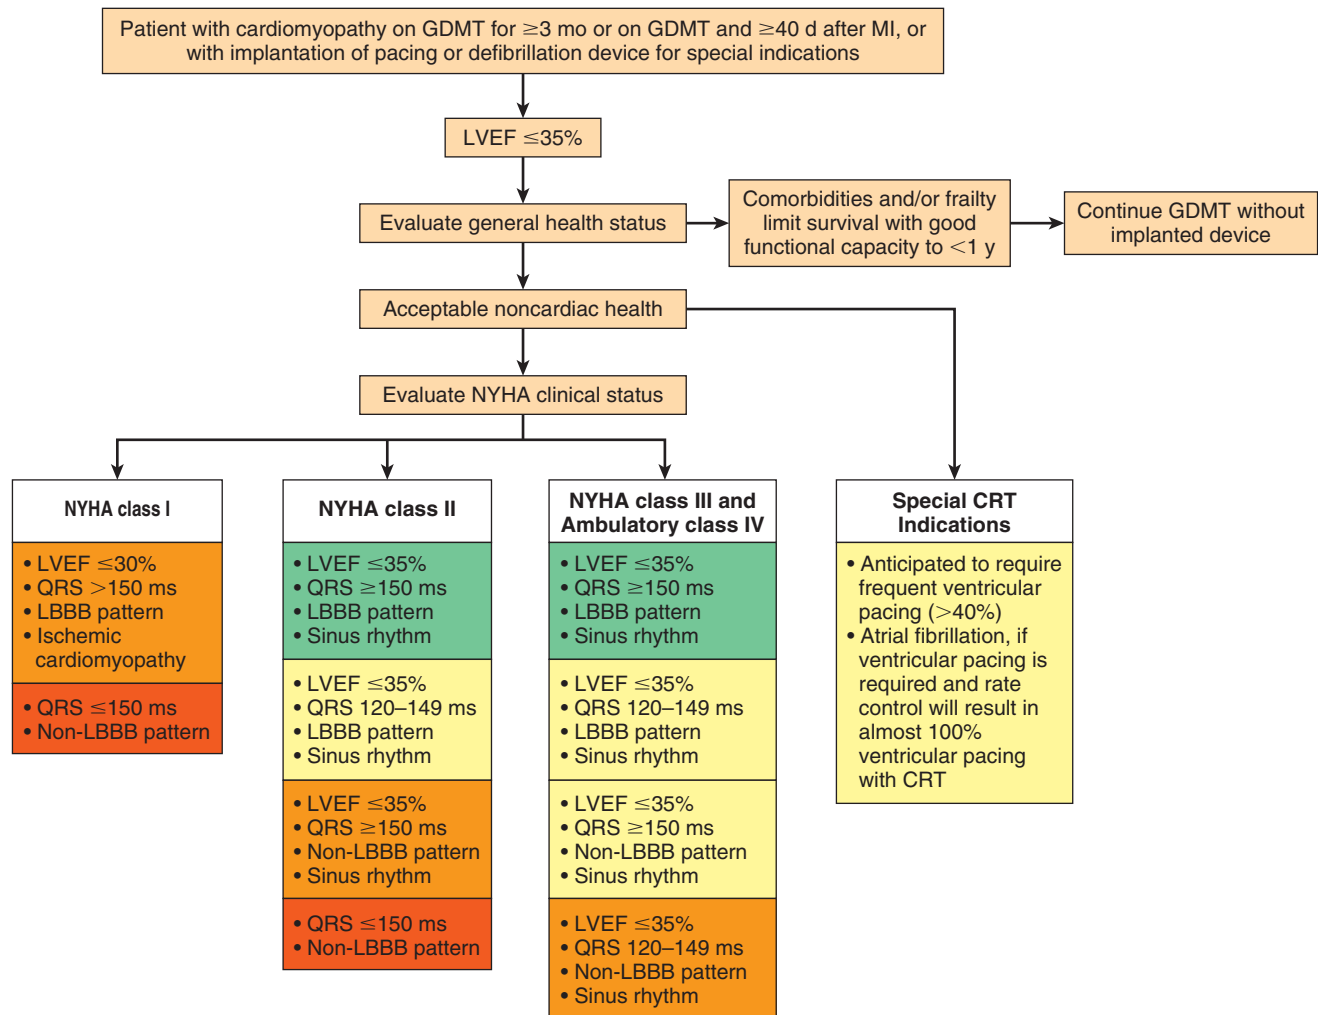 Patient with cardiomyopathy on GDMT for ≥3 mo or on GDMT and ≥40 d after MI, or
with implantation of pacing or defibrillation device for special indications
LVEF ≤35%
Evaluate general health status
Comorbidities and/or frailty
limit survival with good
functional capacity to <1 y
Continue GDMT without
implanted device
Acceptable noncardiac health
Evaluate NYHA clinical status
NYHA class I
• LVEF ≤30%
• QRS >150 ms
• LBBB pattern
• Ischemic
cardiomyopathy
• QRS ≤150 ms
• Non-LBBB pattern
NYHA class II
• LVEF ≤35%
• QRS ≥150 ms
• LBBB pattern
• Sinus rhythm
• LVEF ≤35%
• QRS 120–149 ms
• LBBB pattern
• Sinus rhythm
• LVEF ≤35%
• QRS ≥150 ms
• Non-LBBB pattern
• Sinus rhythm
• QRS ≤150 ms
• Non-LBBB pattern
NYHA class III and
Ambulatory class IV
• LVEF ≤35%
• QRS ≥150 ms
• LBBB pattern
• Sinus rhythm
• LVEF ≤35%
• QRS 120–149 ms
• LBBB pattern
• Sinus rhythm
• LVEF ≤35%
• QRS ≥150 ms
• Non-LBBB pattern
• Sinus rhythm
• LVEF ≤35%
• QRS 120–149 ms
• Non-LBBB pattern
• Sinus rhythm
Special CRT
Indications
• Anticipated to require
frequent ventricular
pacing (>40%)
• Atrial fibrillation, if
ventricular pacing is
required and rate
control will result in
almost 100%
ventricular pacing
with CRT